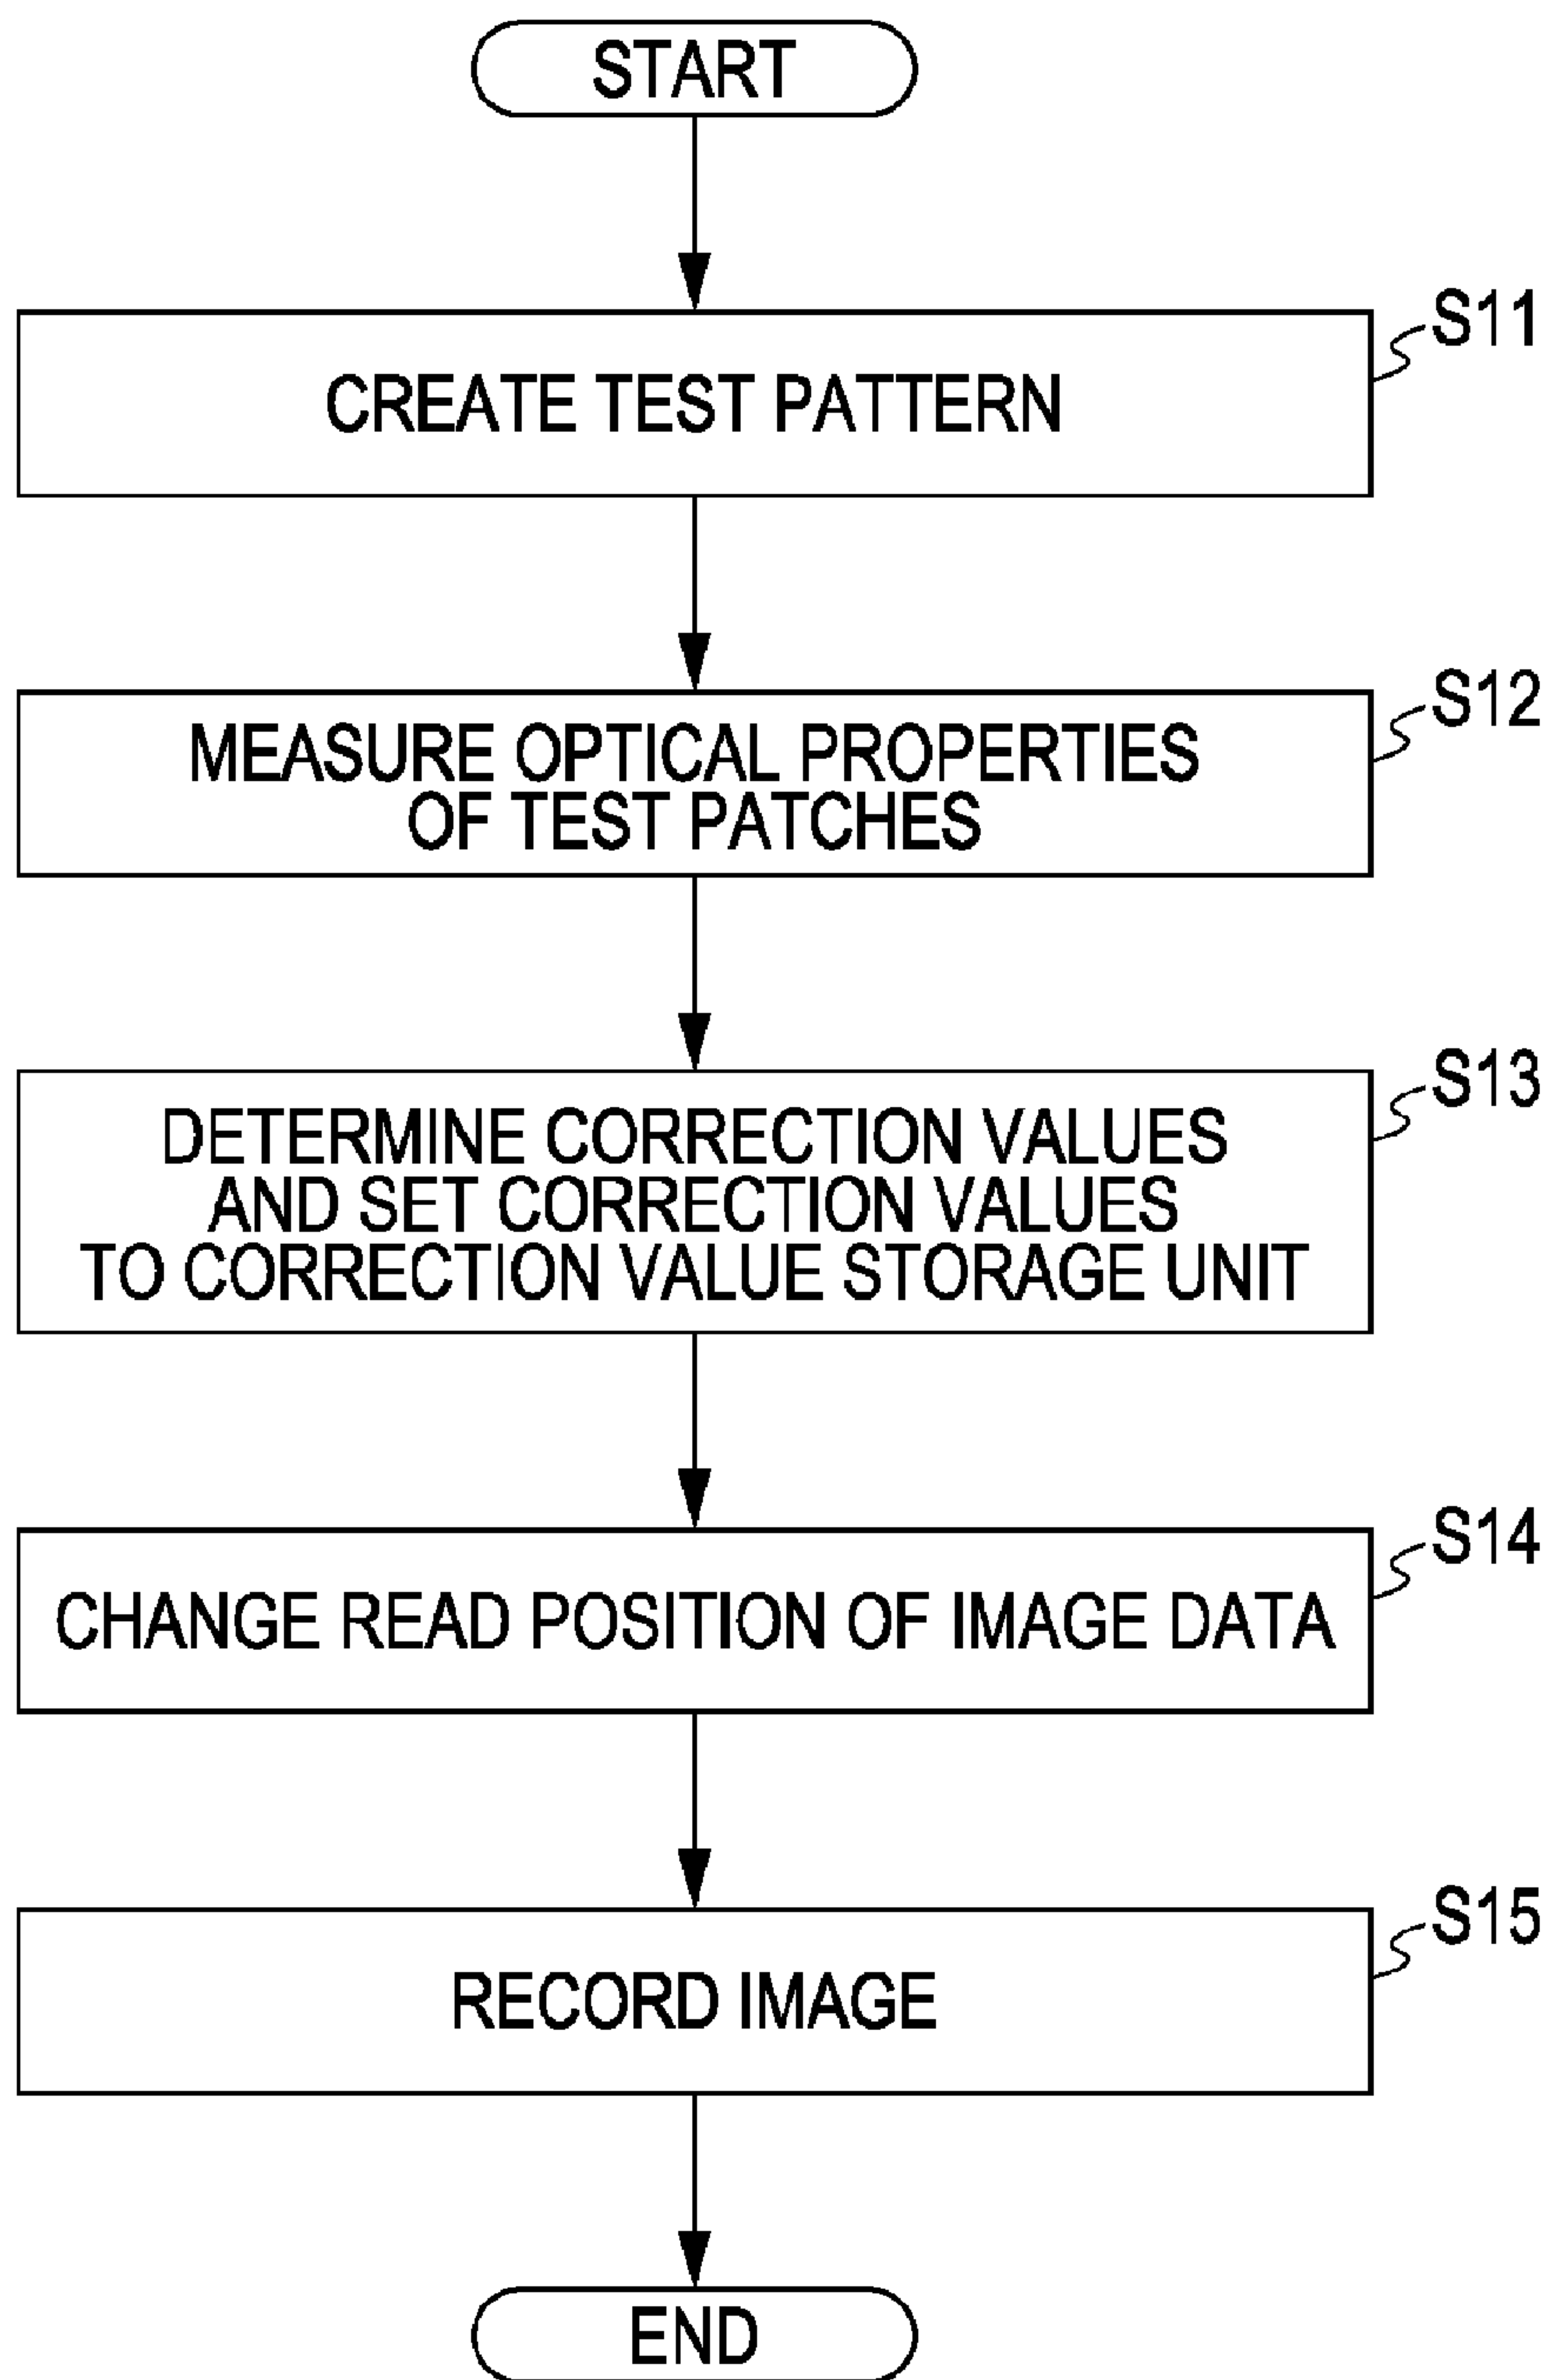 START
S11
CREATE TEST PATTERN
S12
MEASURE OPTICAL PROPERTIES
OF TEST PATCHES
S13
DETERMINE CORRECTION VALUES
AND SET CORRECTION VALUES
TO CORRECTION VALUE STORAGE UNIT
S14
CHANGE READ POSITION OF IMAGE DATA
S15
RECORD IMAGE
END